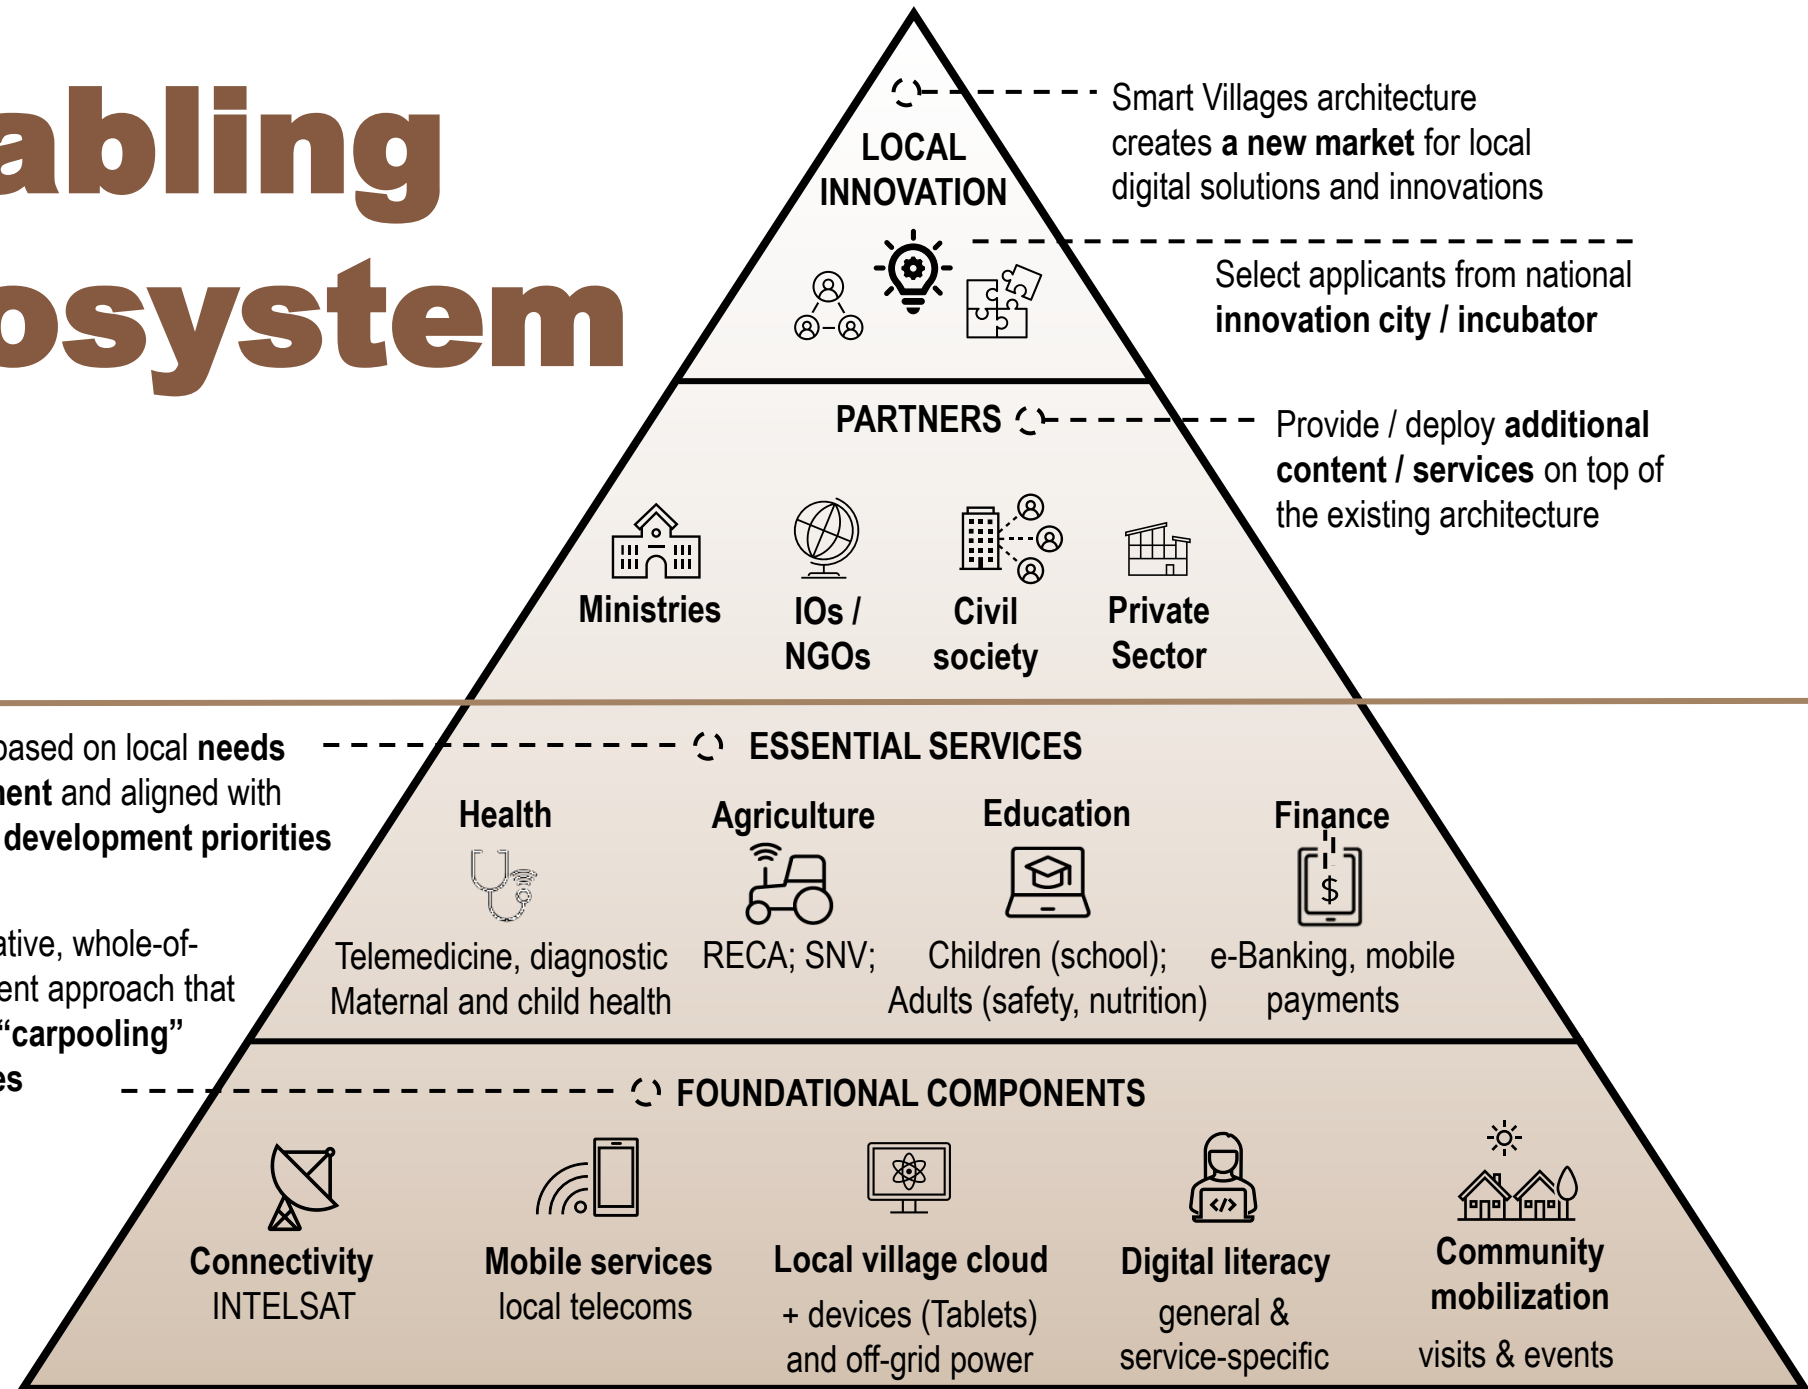 abling
osystem
Smart Villages architecture
creates a new market for local
digital solutions and innovations
LOCAL
INNOVATION
Select applicants from national
innovation city / incubator
PARTNERS
Provide / deploy additional
content / services on top of
the existing architecture
Ministries
IOs /
NGOs
Civil
society
Private
Sector
based on local needs
ment and aligned with
development priorities
ESSENTIAL SERVICES
Health
Agriculture
Education
Finance
$
Telemedicine, diagnostic
Maternal and child health
RECA; SNV;
Children (school);
Adults (safety, nutrition)
e-Banking, mobile
payments
ative, whole-of-
ent approach that
“carpooling”
es
FOUNDATIONAL COMPONENTS
</>
Connectivity
INTELSAT
Mobile services
local telecoms
Local village cloud
+ devices (Tablets)
and off-grid power
Digital literacy
general &
service-specific
Community
mobilization
visits & events